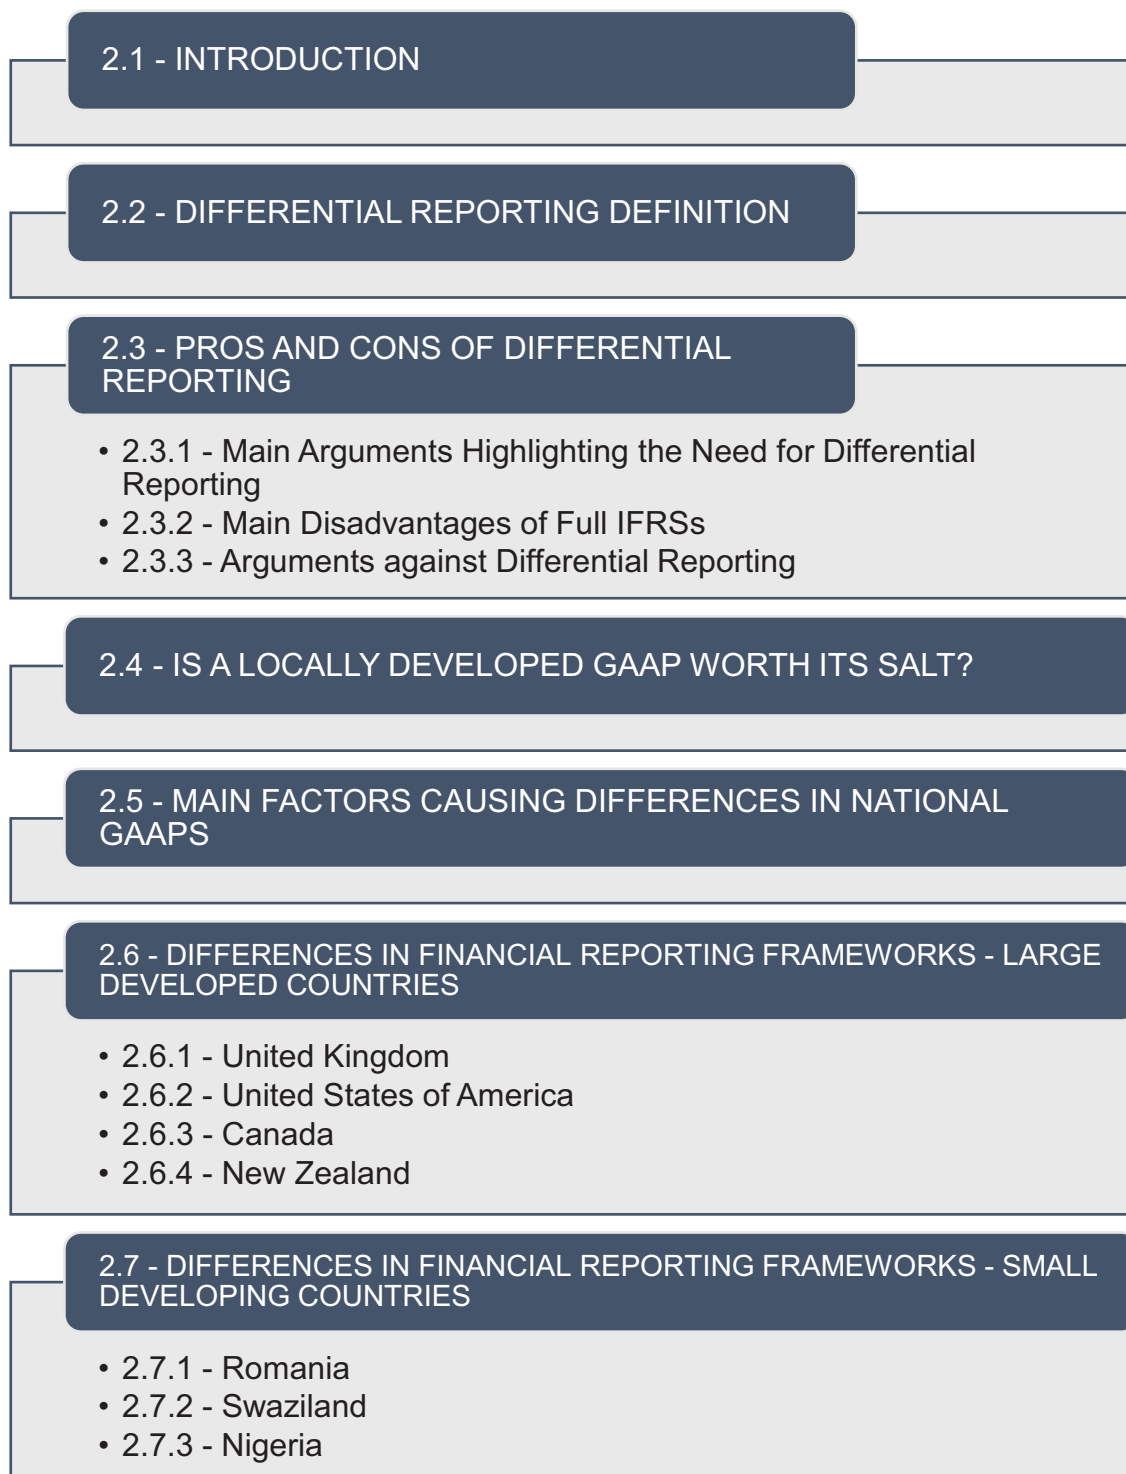 2.1 - INTRODUCTION
2.2 - DIFFERENTIAL REPORTING DEFINITION
2.3 - PROS AND CONS OF DIFFERENTIAL
REPORTING
• 2.3.1 - Main Arguments Highlighting the Need for Differential
Reporting
• 2.3.2 - Main Disadvantages of Full IFRSs
• 2.3.3 - Arguments against Differential Reporting
2.4 - IS A LOCALLY DEVELOPED GAAP WORTH ITS SALT?
2.5 - MAIN FACTORS CAUSING DIFFERENCES IN NATIONAL
GAAPS
2.6 - DIFFERENCES IN FINANCIAL REPORTING FRAMEWORKS - LARGE
DEVELOPED COUNTRIES
• 2.6.1 - United Kingdom
• 2.6.2 - United States of America
• 2.6.3 - Canada
• 2.6.4 - New Zealand
2.7 - DIFFERENCES IN FINANCIAL REPORTING FRAMEWORKS - SMALL
DEVELOPING COUNTRIES
• 2.7.1 - Romania
• 2.7.2 - Swaziland
• 2.7.3 - Nigeria